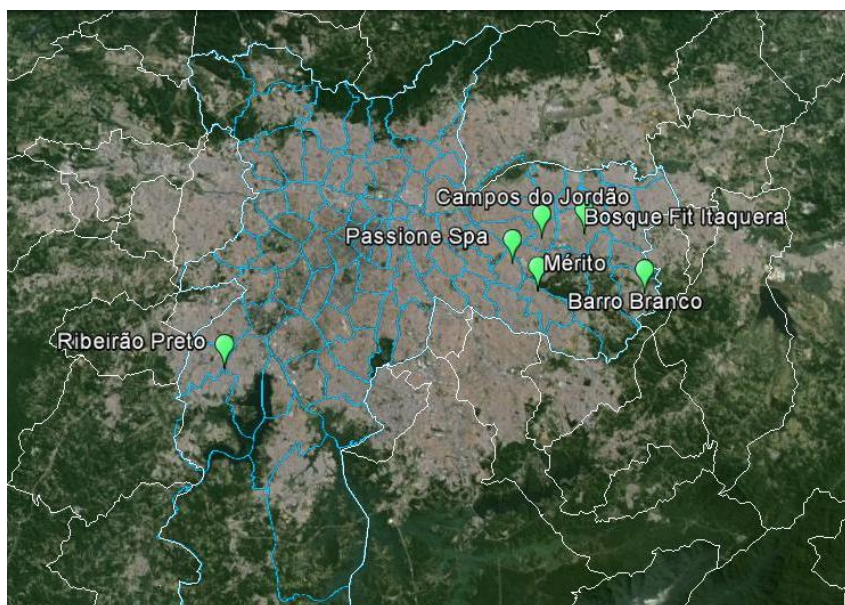 Campos do Jordão
Bosque Fit Itaquera
Passione Spa
Mérito
Barro Branco
Ribeirão Preto